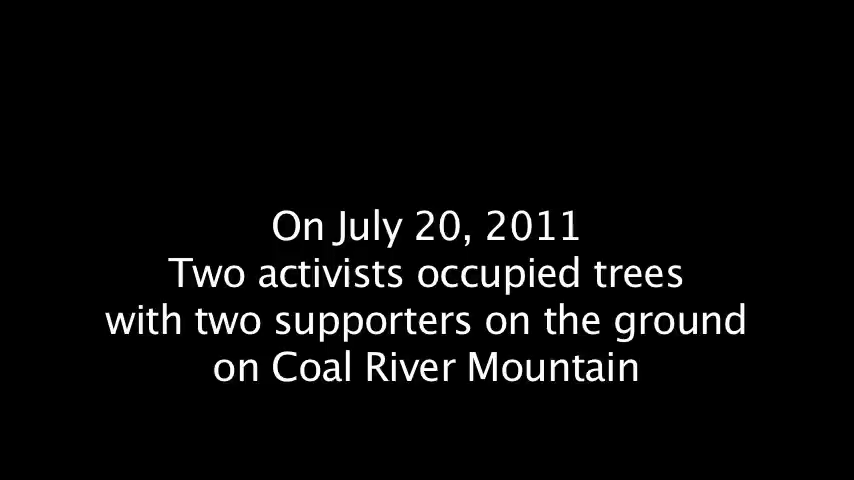 On July 20, 2011
Two activists occupied trees
with two supporters on the ground
on Coal River Mountain